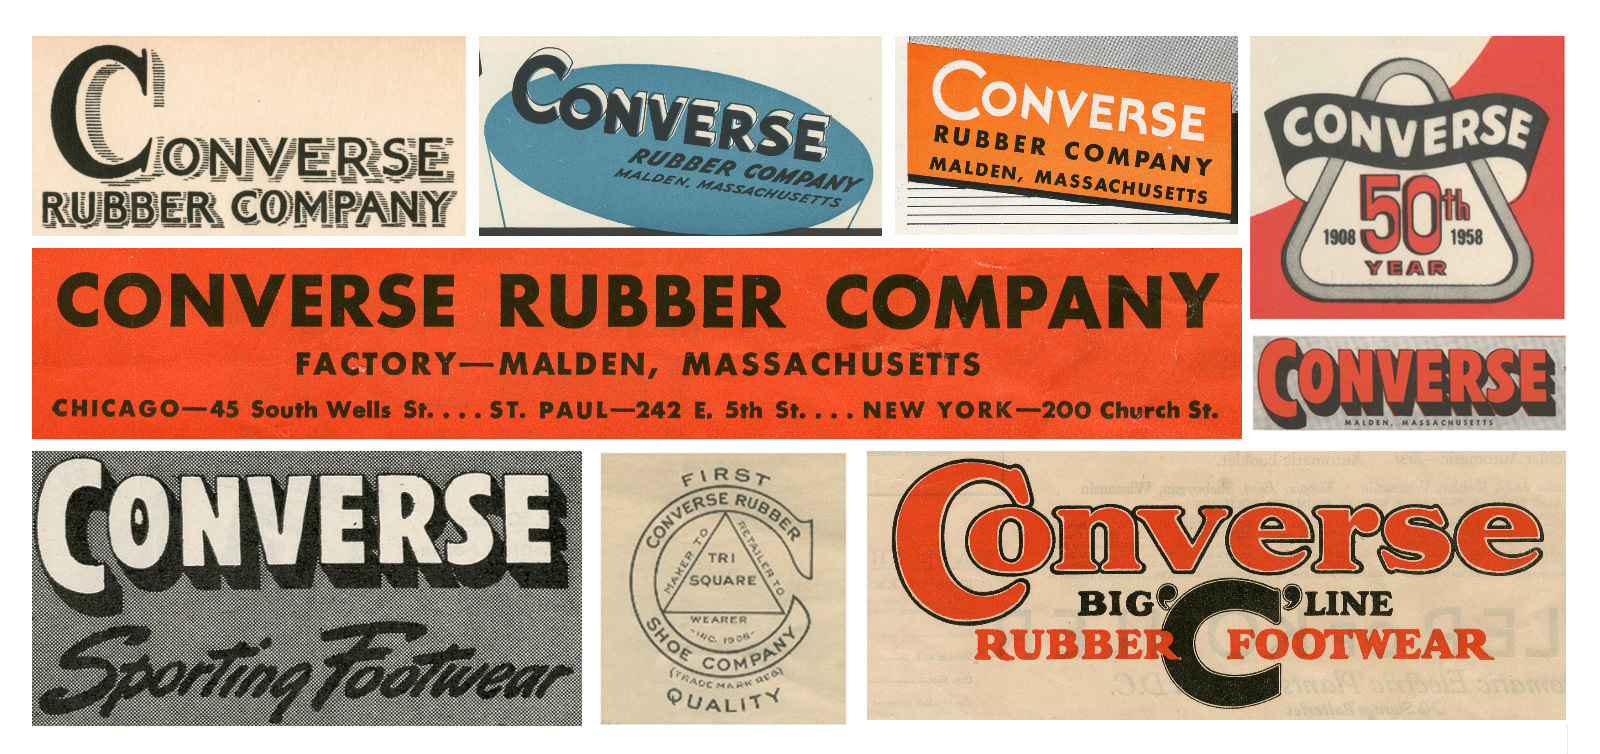 CONVERSE
RUBBER COMPANY
CONVERSE
RUBBER COMPANY
MALDEN, MASSACHUSETTS
CONVERSE
RUBBER COMPANY
MALDEN, MASSACHUSETTS
CONVERSE
50th
1908 1958
YEAR
CONVERSE RUBBER COMPANY
FACTORY—MALDEN, MASSACHUSETTS
CHICAGO—45 South Wells St. . . . ST. PAUL—242 E. 5th St. . . . NEW YORK—200 Church St.
CONVERSE
MALDEN, MASSACHUSETTS
CONVERSE
Sporting Footwear
FIRST
CONVERSE RUBBER
SHOE COMPANY
MAKER TO
RETAILER TO
TRI
SQUARE
WEARER
-INC. 1908-
(TRADE MARK REG)
QUALITY
Converse
BIG 'C' LINE
RUBBER FOOTWEAR
Automatic booklet.